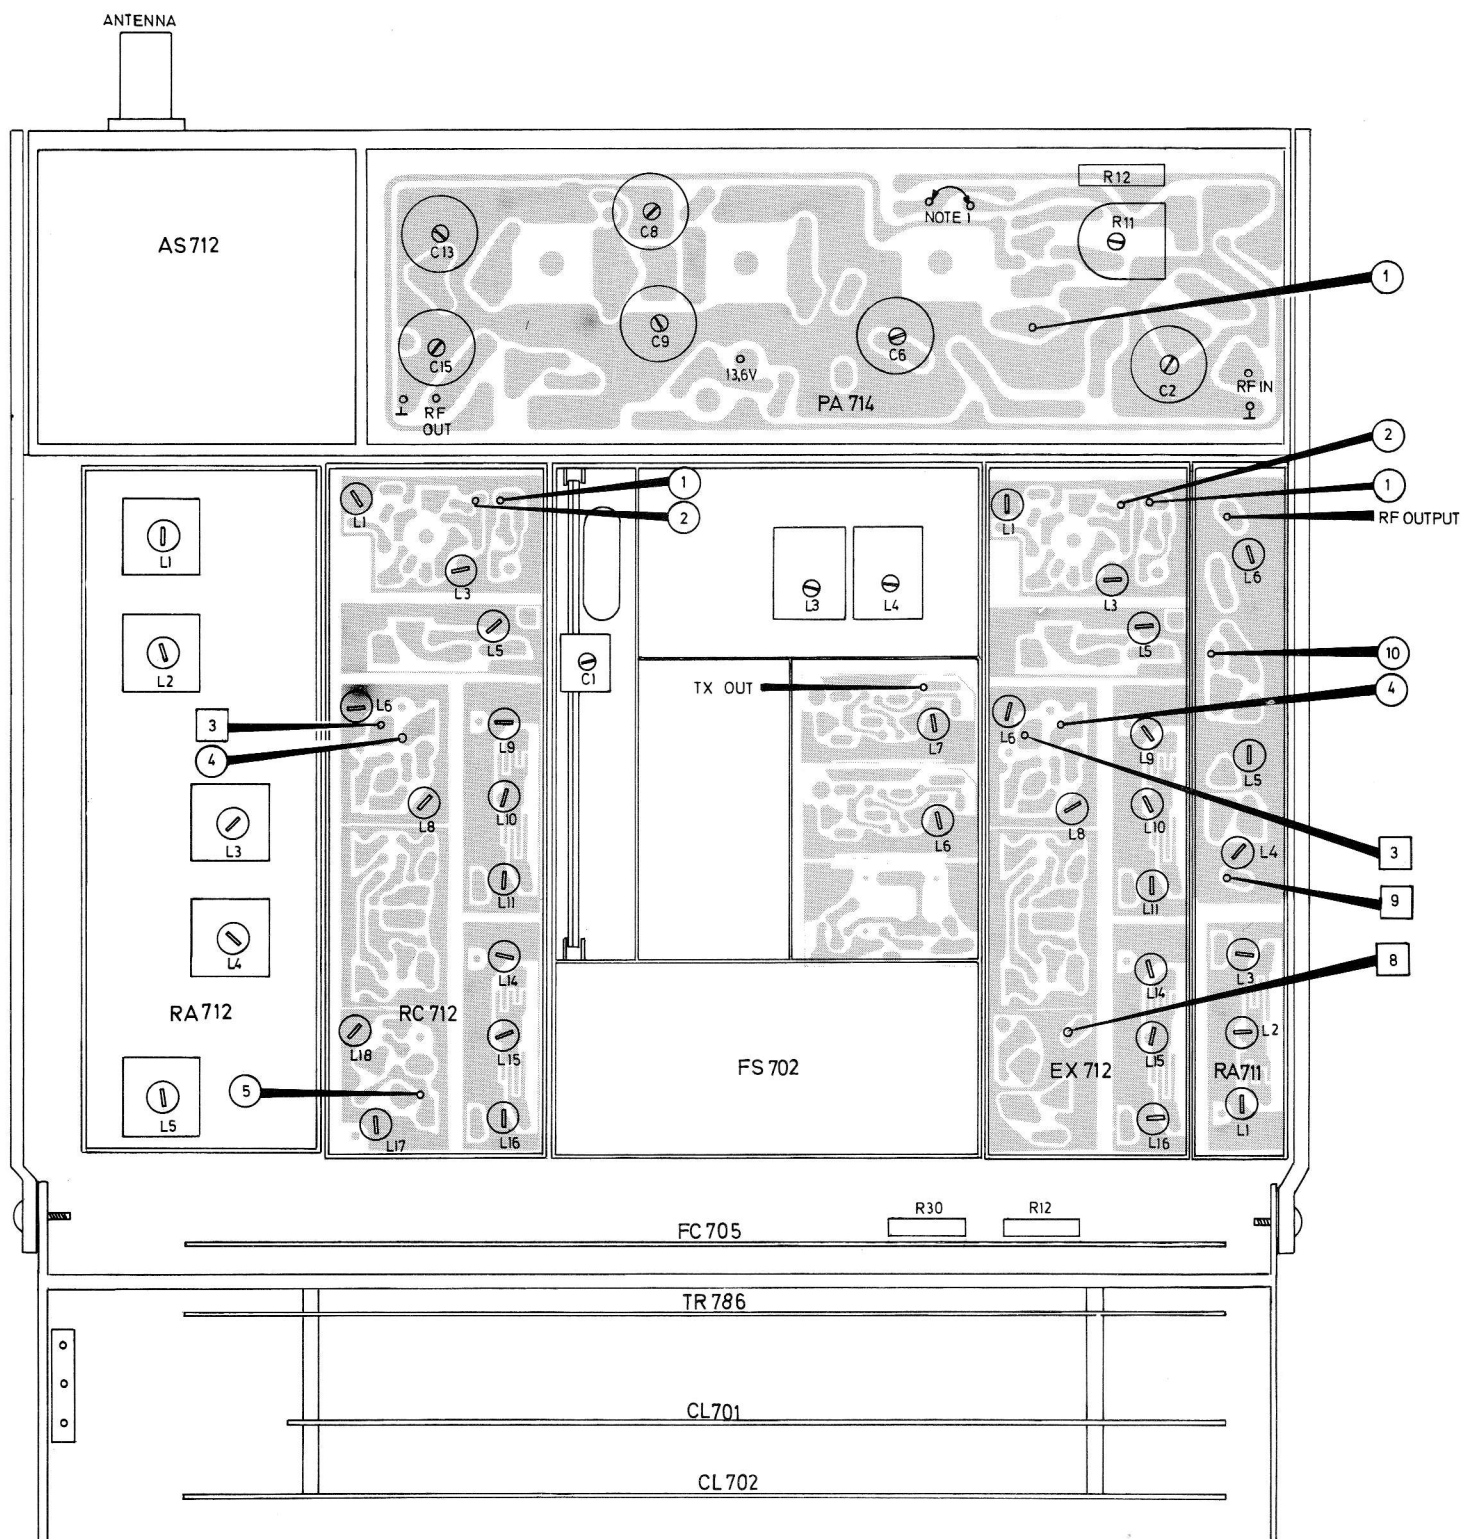 ANTENNA
AS712
R12
NOTE 1
R11
C13
C8
1
C9
C6
C15
13,6V
C2
RF IN
PA 714
RF
OUT
2
1
1
2
RF OUTPUT
L1
L1
L1
L6
L3
L3
L4
L3
L5
L5
L2
C1
10
TX OUT
4
L6
3
4
L9
L7
L6
L9
L5
L8
L10
L8
L10
L3
L6
L4
3
L11
L11
9
L4
L14
L14
L3
8
RA 712
RC 712
L18
L15
L15
L2
FS 702
EX 712
RA711
5
L5
L17
L16
L16
L1
R30
R12
FC 705
TR 786
CL701
CL 702